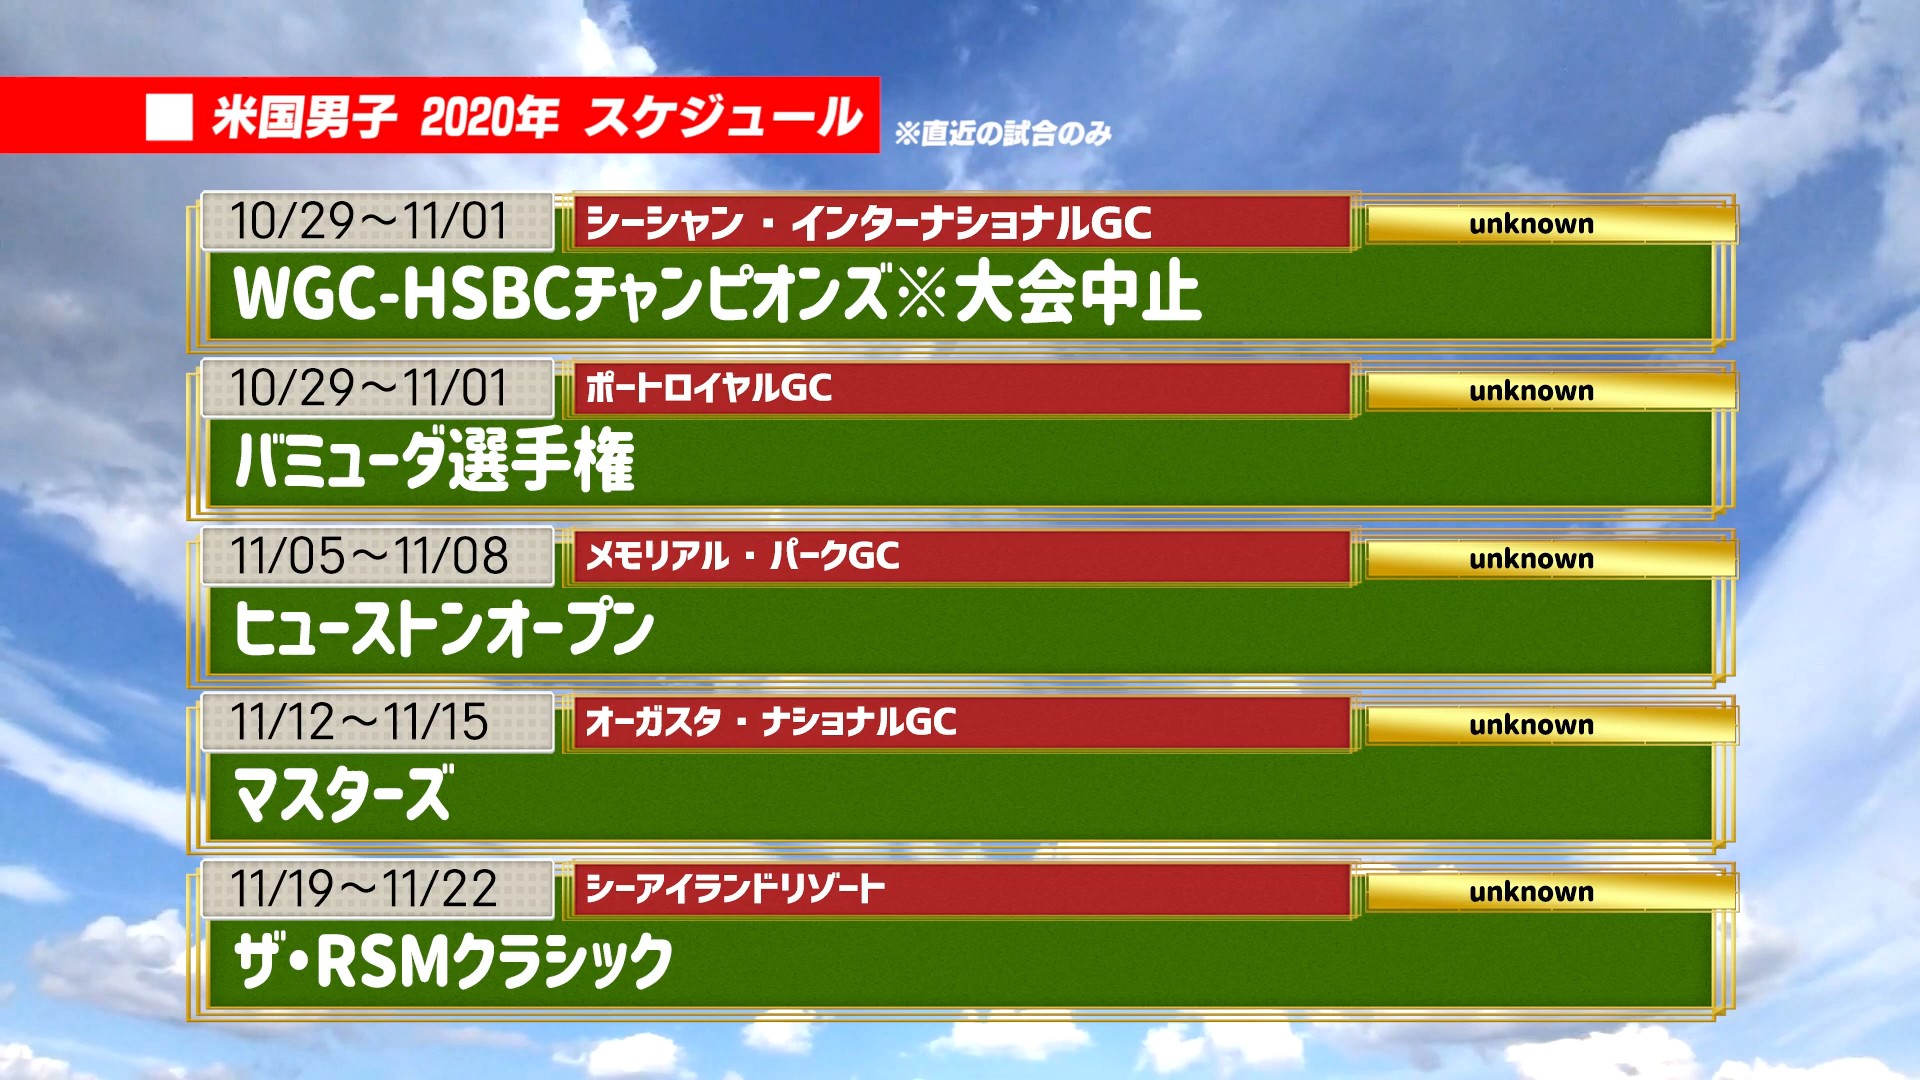 ■ 米国男子 2020年 スケジュール
※直近の試合のみ
10/29～11/01
シーシャン・インターナショナルGC
unknown
WGC-HSBCチャンピオンズ※大会中止
10/29～11/01
ポートロイヤルGC
unknown
バミューダ選手権
11/05～11/08
メモリアル・パークGC
unknown
ヒューストンオープン
11/12～11/15
オーガスタ・ナショナルGC
unknown
マスターズ
11/19～11/22
シーアイランドリゾート
unknown
ザ・RSMクラシック